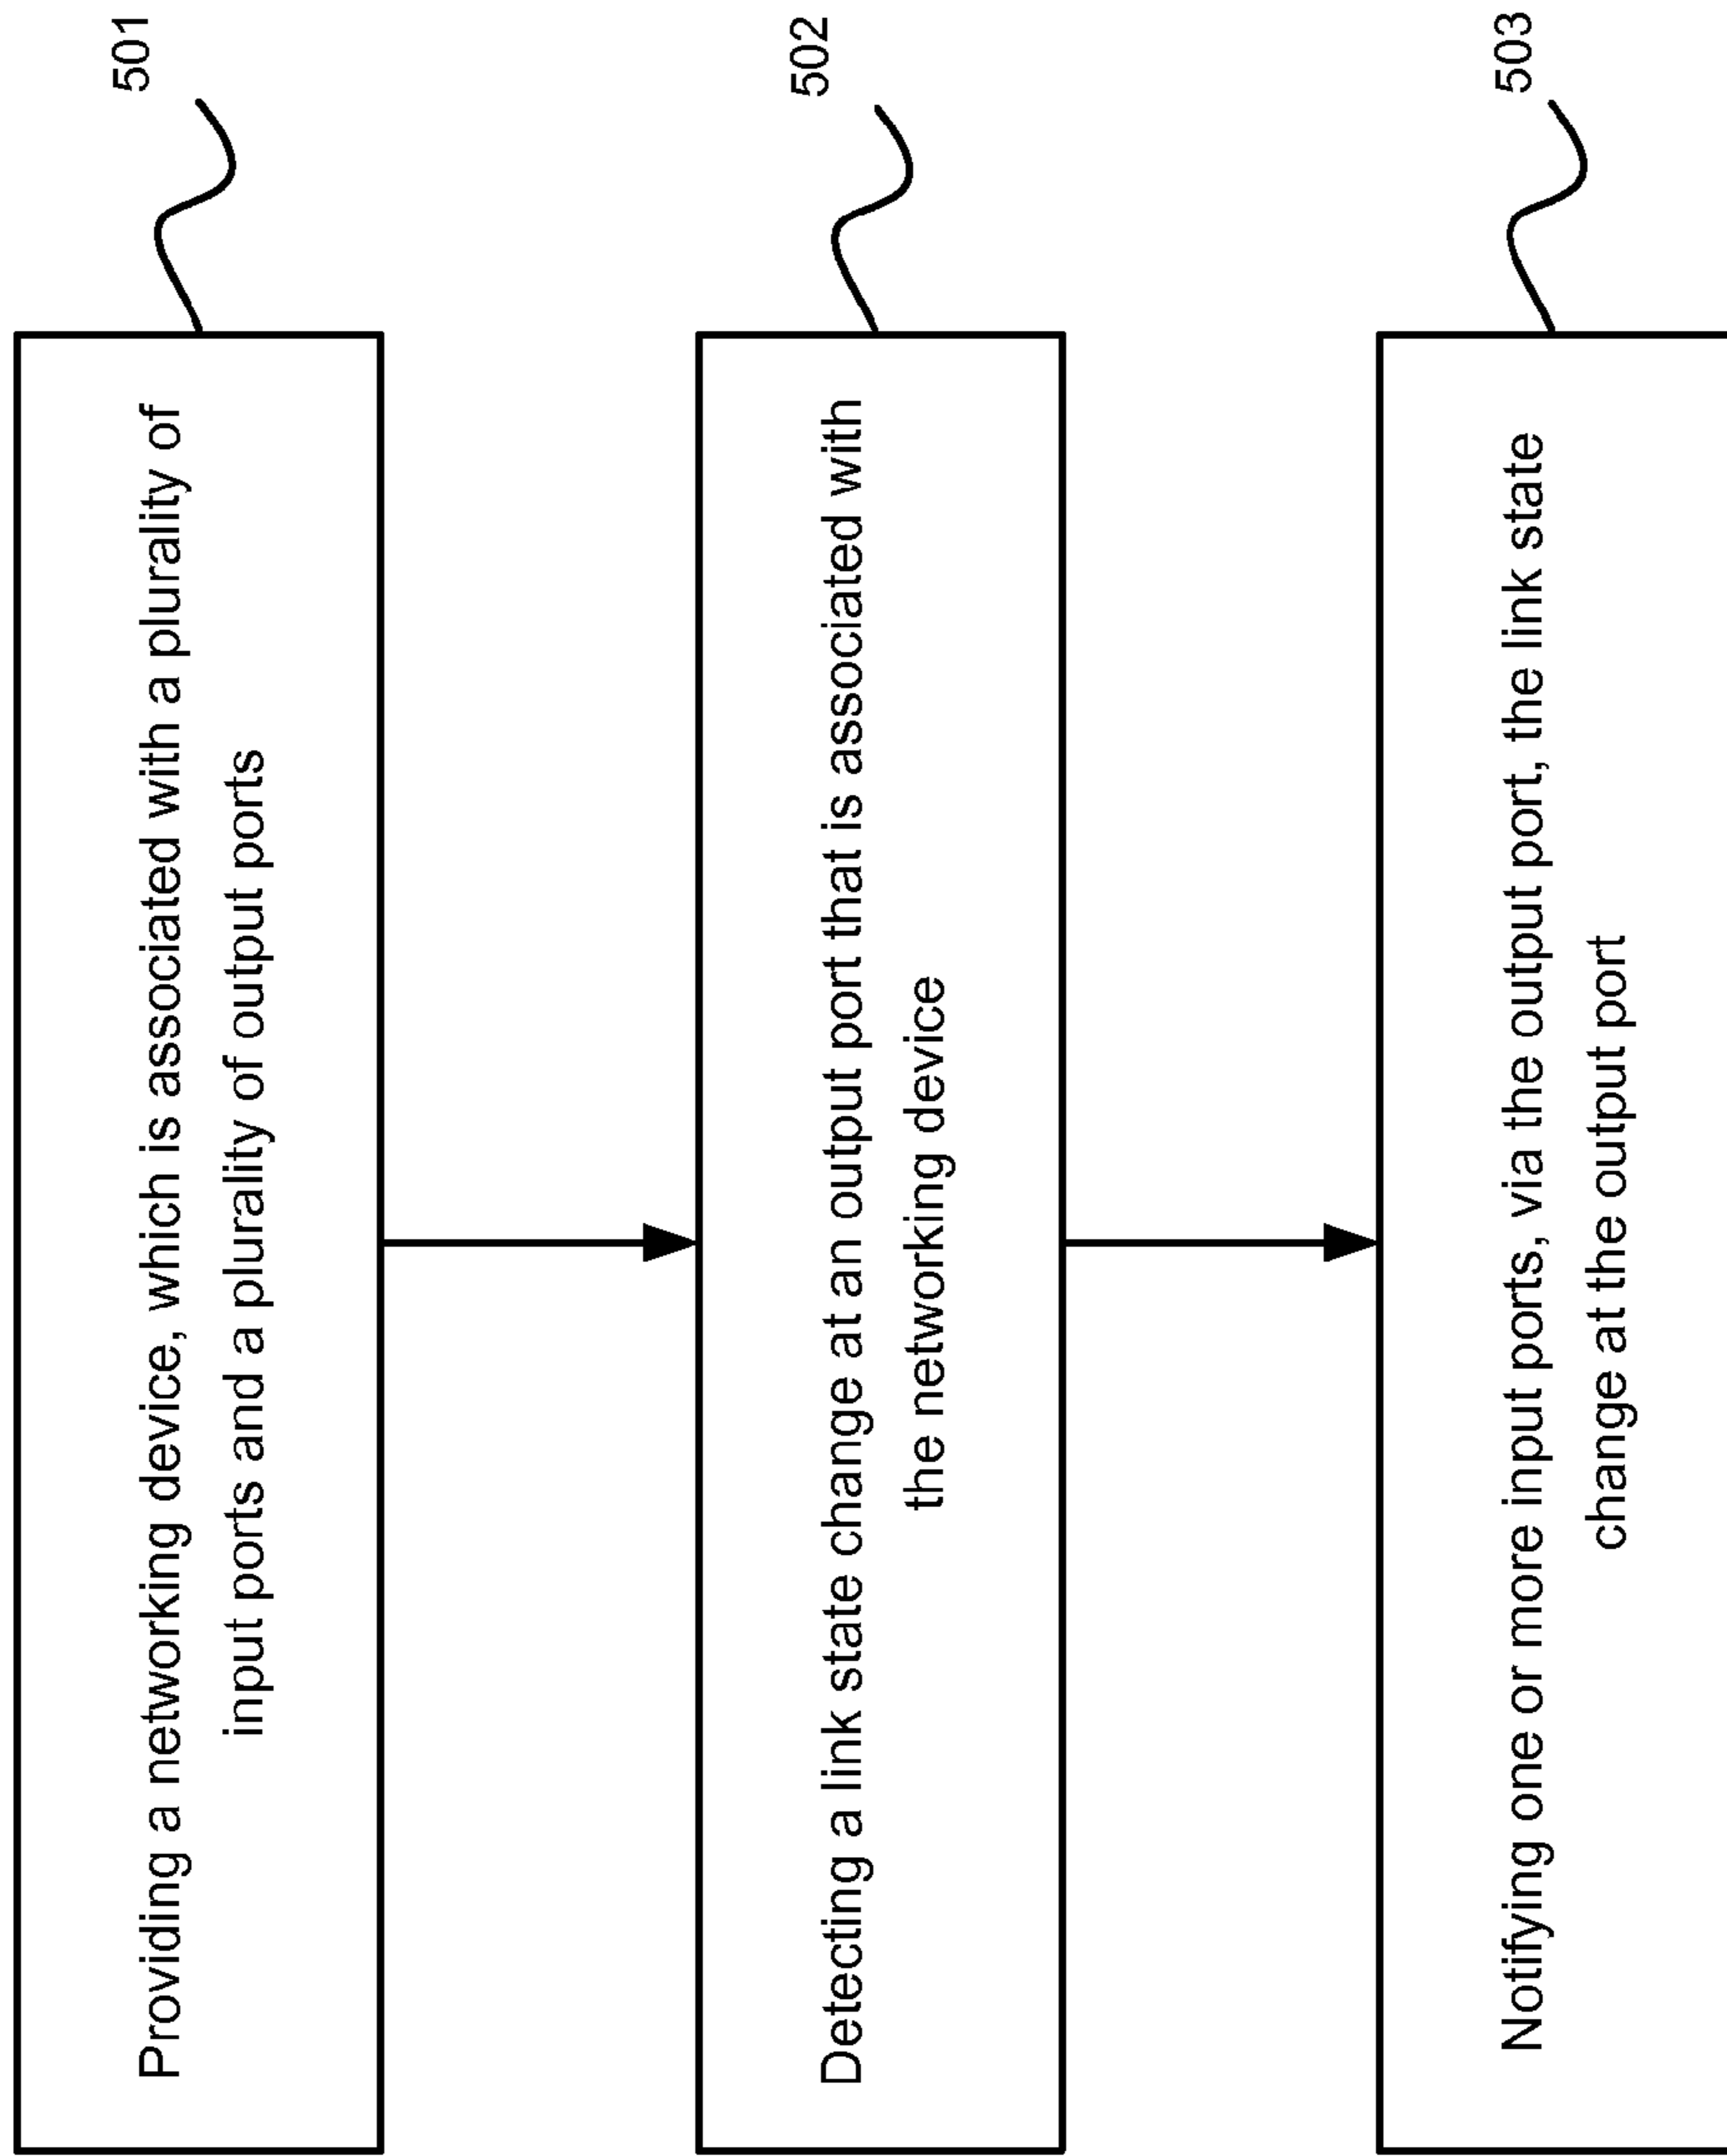 501
Providing a networking device, which is associated with a plurality of
input ports and a plurality of output ports
502
Detecting a link state change at an output port that is associated with
the networking device
503
Notifying one or more input ports, via the output port, the link state
change at the output port